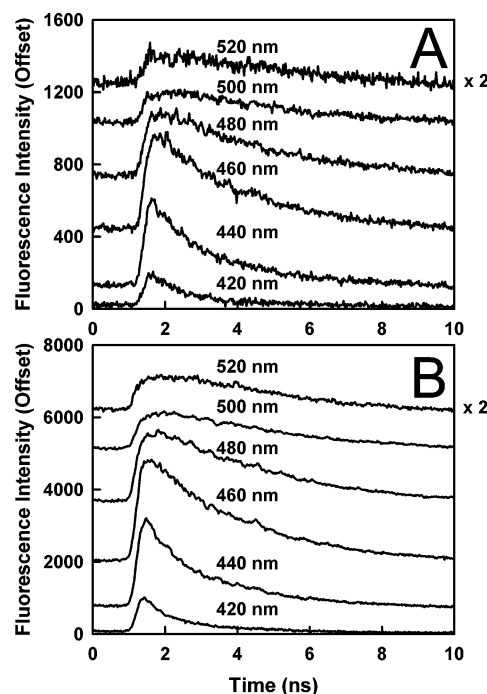 Fluorescence Intensity (Offset)
1600
1200
800
400
0
A
520 nm
x 2
500 nm
480 nm
460 nm
440 nm
420 nm
0 2 4 6 8 10
Fluorescence Intensity (Offset)
8000
6000
4000
2000
0
B
520 nm
x 2
500 nm
480 nm
460 nm
440 nm
420 nm
0 2 4 6 8 10
Time (ns)